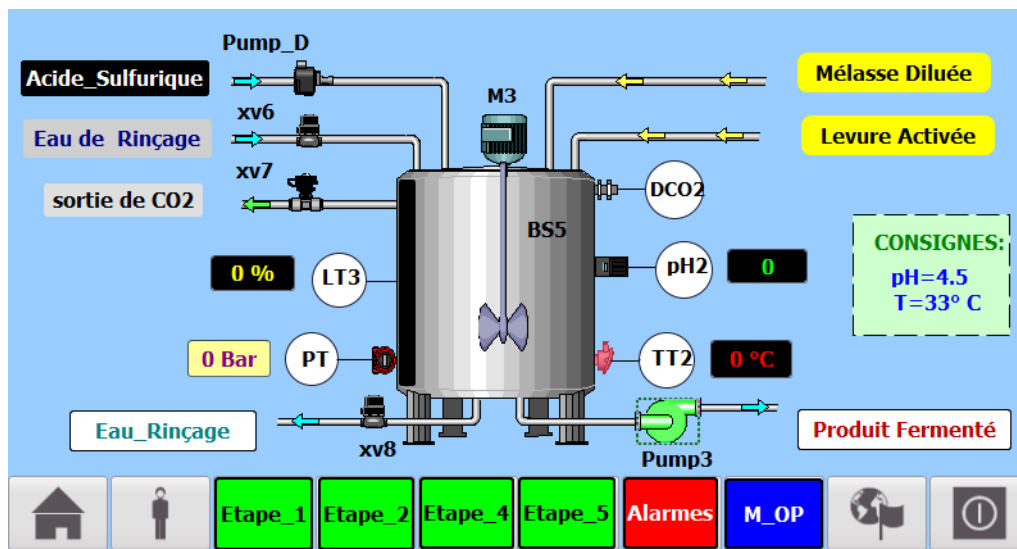 Pump_D
Acide_Sulfurique
Mélasse Diluée
M3
xv6
Eau de Rinçage
Levure Activée
xv7
sortie de CO2
DCO2
BS5
CONSIGNES:
pH=4.5
T=33° C
0 %
LT3
pH2
0
0 Bar
PT
TT2
0 °C
Eau_Rinçage
xv8
Pump3
Produit Fermenté
Etape_1
Etape_2
Etape_4
Etape_5
Alarmes
M_OP